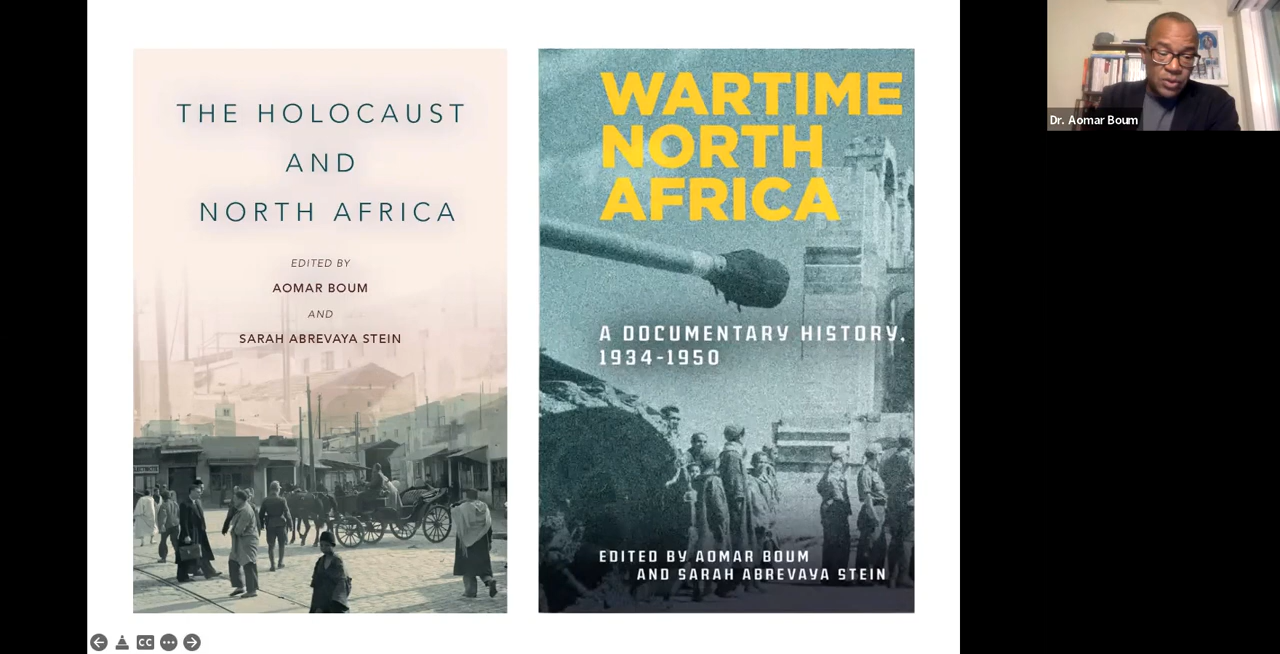 THE HOLOCAUST
AND
NORTH AFRICA
EDITED BY
AOMAR BOUM
AND
SARAH ABREVAYA STEIN
WARTIME
NORTH
AFRICA
A DOCUMENTARY HISTORY,
1934-1950
EDITED BY AOMAR BOUM
AND SARAH ABREVAYA STEIN
Dr. Aomar Boum
CC